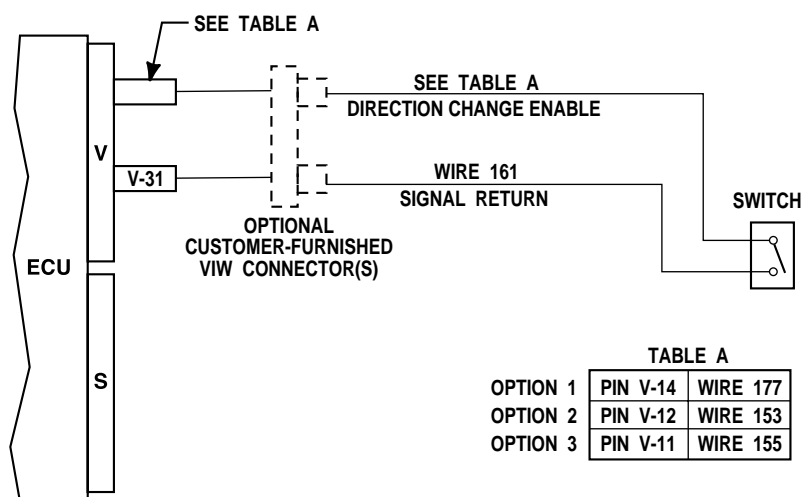 SEE TABLE A
V
SEE TABLE A
DIRECTION CHANGE ENABLE
V-31
WIRE 161
SIGNAL RETURN
SWITCH
OPTIONAL
CUSTOMER-FURNISHED
VIW CONNECTOR(S)
ECU
S
TABLE A
OPTION 1 PIN V-14 WIRE 177
OPTION 2 PIN V-12 WIRE 153
OPTION 3 PIN V-11 WIRE 155